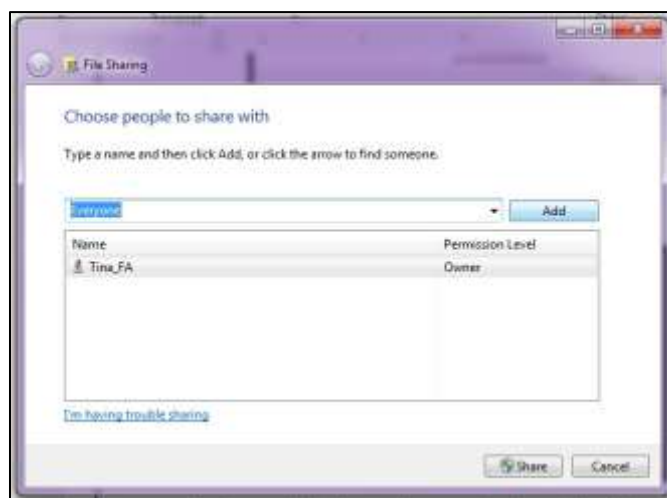 File Sharing
Choose people to share with
Type a name and then click Add, or click the arrow to find someone.
Everyone Add
Name Permission Level
Tina_FA Owner
I'm having trouble sharing
Share Cancel